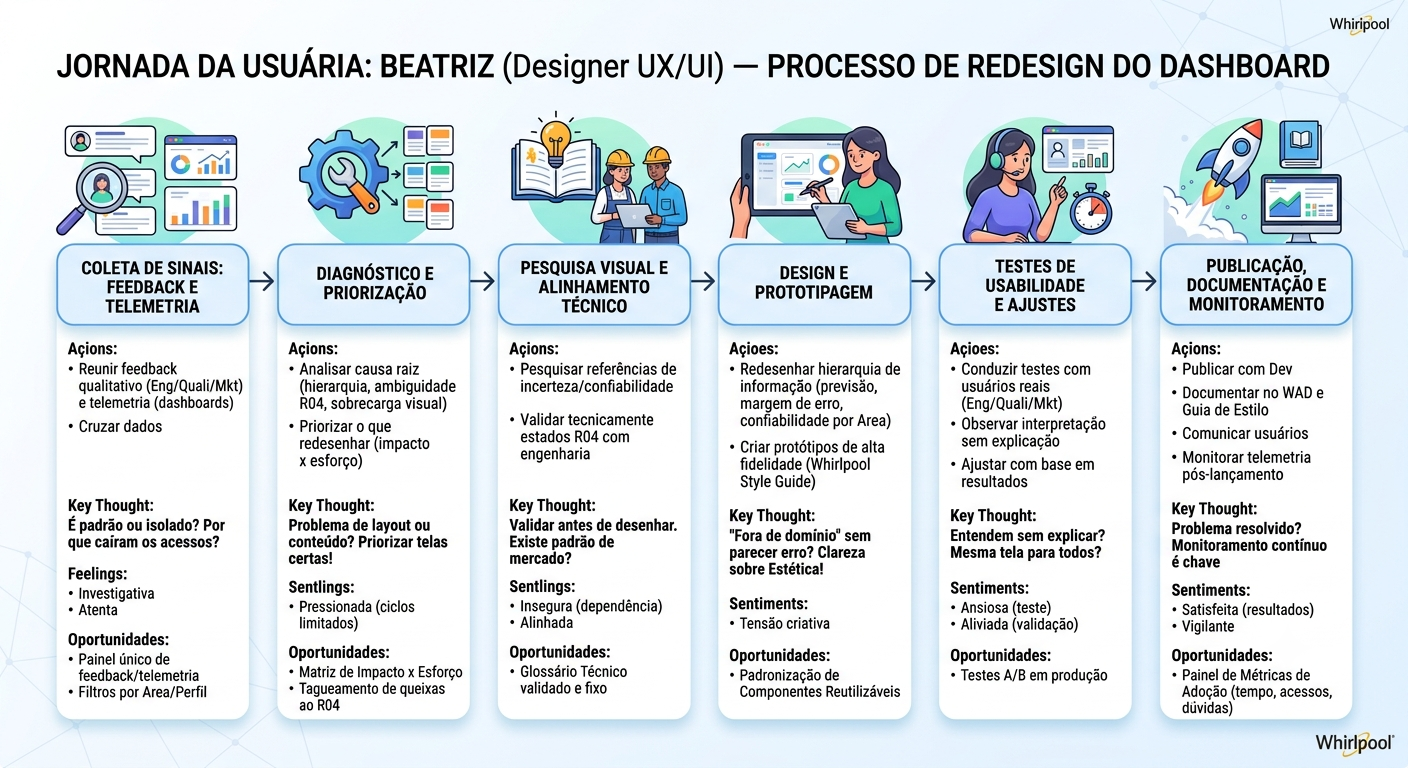 Whirlpool
JORNADA DA USUÁRIA: BEATRIZ (Designer UX/UI) — PROCESSO DE REDESIGN DO DASHBOARD
COLETA DE SINAIS:
FEEDBACK E
TELEMETRIA
Açions:
• Reunir feedback
qualitativo (Eng/Quali/Mkt)
e telemetria (dashboards)
• Cruzar dados
Key Thought:
É padrão ou isolado? Por
que caíram os acessos?
Feelings:
• Investigativa
• Atenta
Oportunidades:
• Painel único de
feedback/telemetria
• Filtros por Area/Perfil
DIAGNÓSTICO E
PRIORIZAÇÃO
Açions:
• Analisar causa raiz
(hierarquia, ambiguidade
R04, sobrecarga visual)
• Priorizar o que
redesenhar (impacto
x esforço)
Key Thought:
Problema de layout ou
conteúdo? Priorizar telas
certas!
Sentlings:
• Pressionada (ciclos
limitados)
Oportunidades:
• Matriz de Impacto x Esforço
• Tagueamento de queixas
ao R04
PESQUISA VISUAL E
ALINHAMENTO
TÉCNICO
Açions:
• Pesquisar referências de
incerteza/confiabilidade
• Validar tecnicamente
estados R04 com
engenharia
Key Thought:
Validar antes de desenhar.
Existe padrão de
mercado?
Sentlings:
• Insegura (dependência)
• Alinhada
Oportunidades:
• Glossário Técnico
validado e fixo
DESIGN E
PROTOTIPAGEM
Açioes:
• Redesenhar hierarquia de
informação (previsão,
margem de erro,
confiabilidade por Area)
• Criar protótipos de alta
fidelidade (Whirlpool
Style Guide)
Key Thought:
"Fora de domínio" sem
parecer erro? Clareza
sobre Estética!
Sentiments:
• Tensão criativa
Oportunidades:
• Padronização de
Componentes Reutilizáveis
TESTES DE
USABILIDADE
E AJUSTES
Açioes:
• Conduzir testes com
usuários reais
(Eng/Quali/Mkt)
• Observar interpretação
sem explicação
• Ajustar com base em
resultados
Key Thought:
Entendem sem explicar?
Mesma tela para todos?
Sentiments:
• Ansiosa (teste)
• Aliviada (validação)
Oportunidades:
• Testes A/B em produção
PUBLICAÇÃO,
DOCUMENTAÇÃO E
MONITORAMENTO
Açions:
• Publicar com Dev
• Documentar no WAD e
Guia de Estilo
• Comunicar usuários
• Monitorar telemetria
pós-lançamento
Key Thought:
Problema resolvido?
Monitoramento contínuo
é chave
Sentiments:
• Satisfeita (resultados)
• Vigilante
Oportunidades:
• Painel de Métricas de
Adoção (tempo, acessos,
dúvidas)
Whirlpool